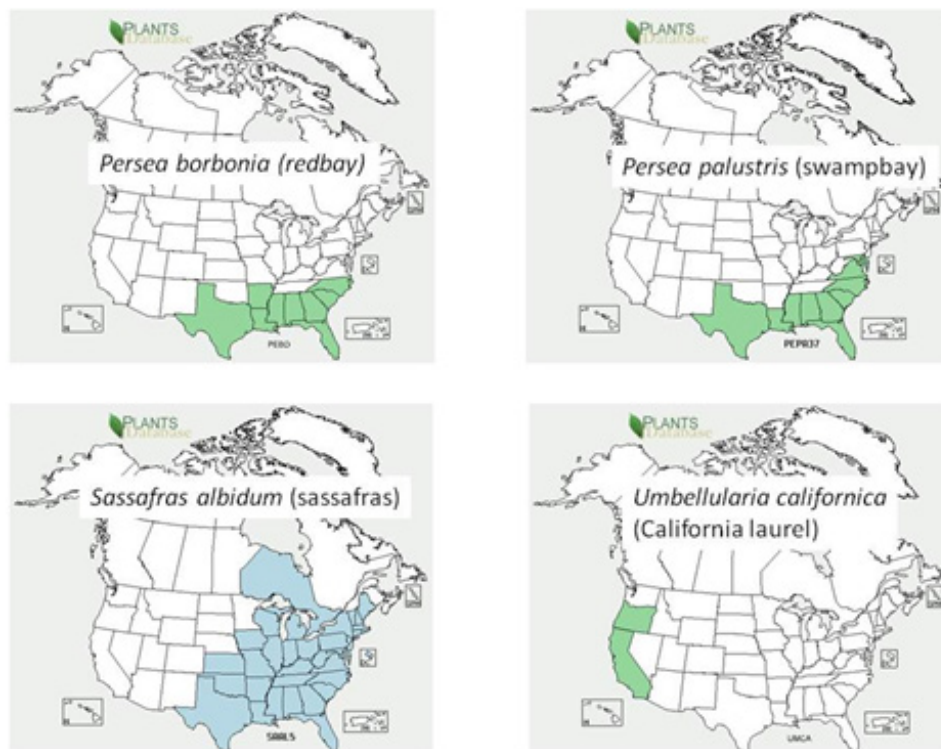 PLANTS
Database
Persea borbonia (redbay)
PEBO
PLANTS
Database
Persea palustris (swampbay)
PEPR37
PLANTS
Database
Sassafras albidum (sassafras)
PLANTS
Database
Umbellularia californica
(California laurel)
UMCA